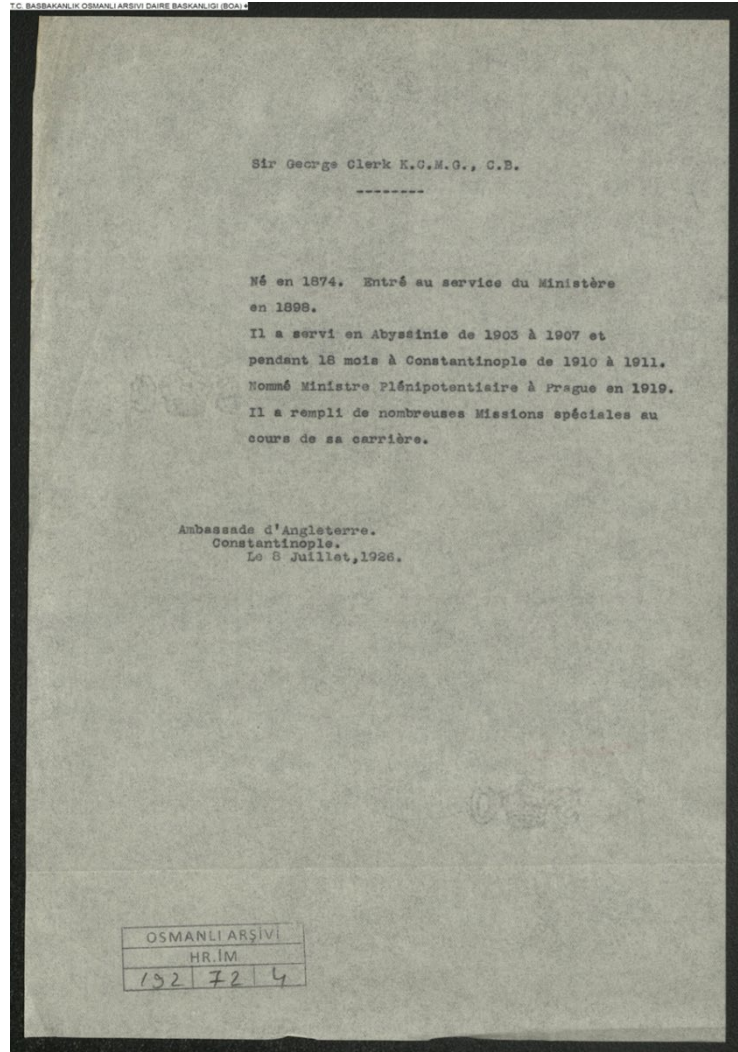 T.C. BASBAKANLIK OSMANLI ARSIVI DAIRE BASKANLIGI (BOA)
Sir George Clerk K.C.M.G., C.B.
--------
Né en 1874. Entré au service du Ministère
en 1898.
Il a servi en Abyssinie de 1903 à 1907 et
pendant 18 mois à Constantinople de 1910 à 1911.
Nommé Ministre Plénipotentiaire à Prague en 1919.
Il a rempli de nombreuses Missions spéciales au
cours de sa carrière.
Ambassade d'Angleterre.
Constantinople.
Le 8 Juillet,1926.
OSMANLI ARŞİVİ
HR.İM
192 72 4